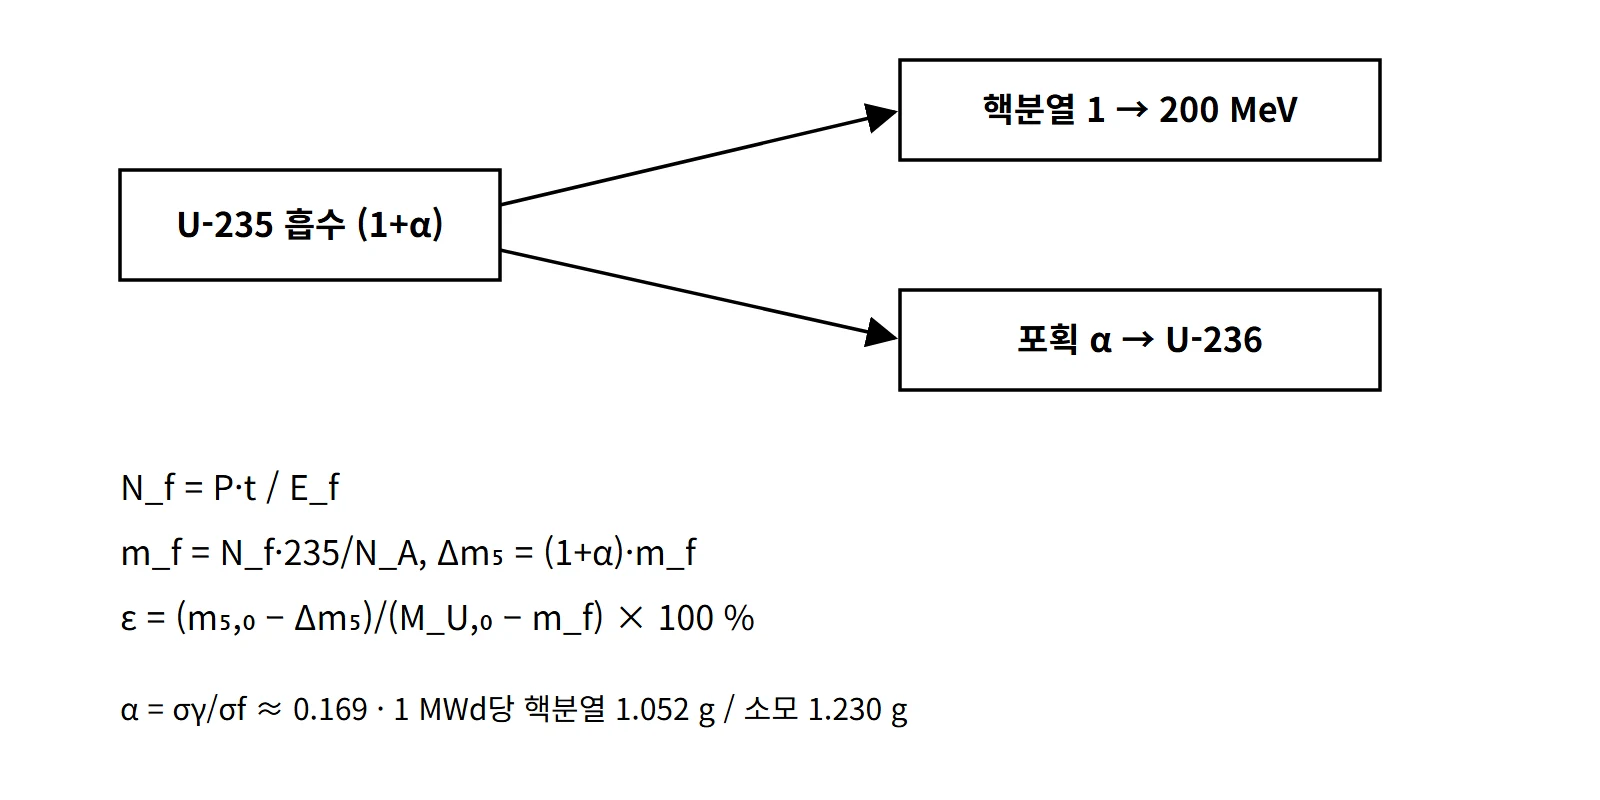 핵분열 1 → 200 MeV
U-235 흡수 (1+α)
포획 α → U-236
N_f = P·t / E_f
m_f = N_f·235/N_A, Δm₅ = (1+α)·m_f
ε = (m₅,₀ − Δm₅)/(M_U,₀ − m_f) × 100 %
α = σγ/σf ≈ 0.169 · 1 MWd당 핵분열 1.052 g / 소모 1.230 g